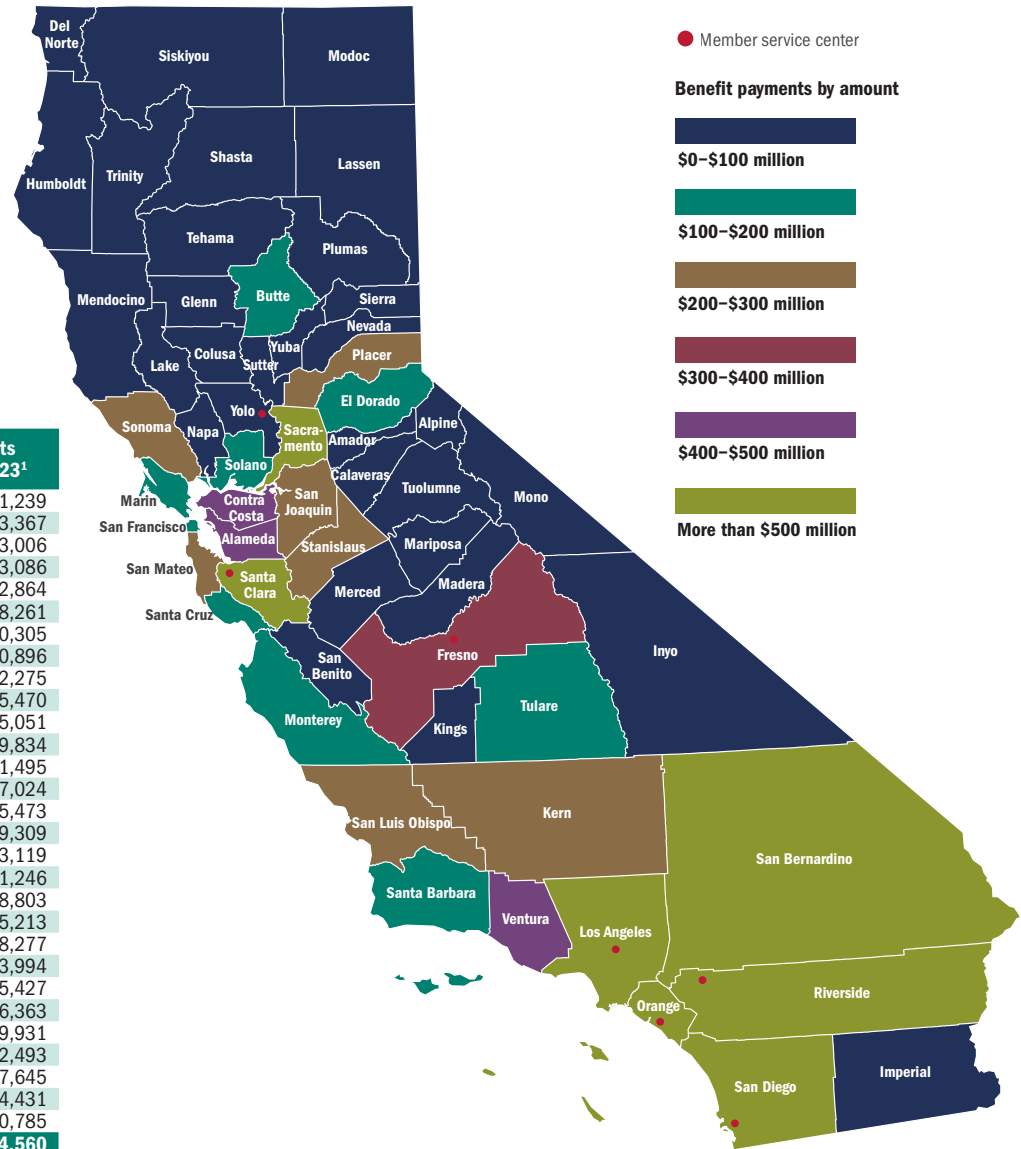 Del
Norte
Siskiyou
Modoc
Humboldt
Trinity
Shasta
Lassen
Tehama
Plumas
Mendocino
Glenn
Butte
Sierra
Nevada
Lake
Colusa
Sutter
Yuba
Placer
El Dorado
Sonoma
Napa
Yolo
Sacra-
mento
Solano
Amador
Alpine
Calaveras
Marin
San Francisco
Contra
Costa
Alameda
San
Joaquin
Tuolumne
Mono
Stanislaus
Mariposa
San Mateo
Santa
Clara
Merced
Madera
Santa Cruz
San
Benito
Fresno
Inyo
Monterey
Kings
Tulare
San Luis Obispo
Kern
San Bernardino
Santa Barbara
Ventura
Los Angeles
Orange
Riverside
San Diego
Imperial
Member service center
Benefit payments by amount
$0–$100 million
$100–$200 million
$200–$300 million
$300–$400 million
$400–$500 million
More than $500 million
ts
23¹
1,239
3,367
3,006
3,086
2,864
8,261
0,305
0,896
2,275
5,470
5,051
9,834
1,495
7,024
5,473
9,309
3,119
1,246
8,803
5,213
8,277
3,994
5,427
6,363
9,931
2,493
7,645
4,431
0,785
4,560